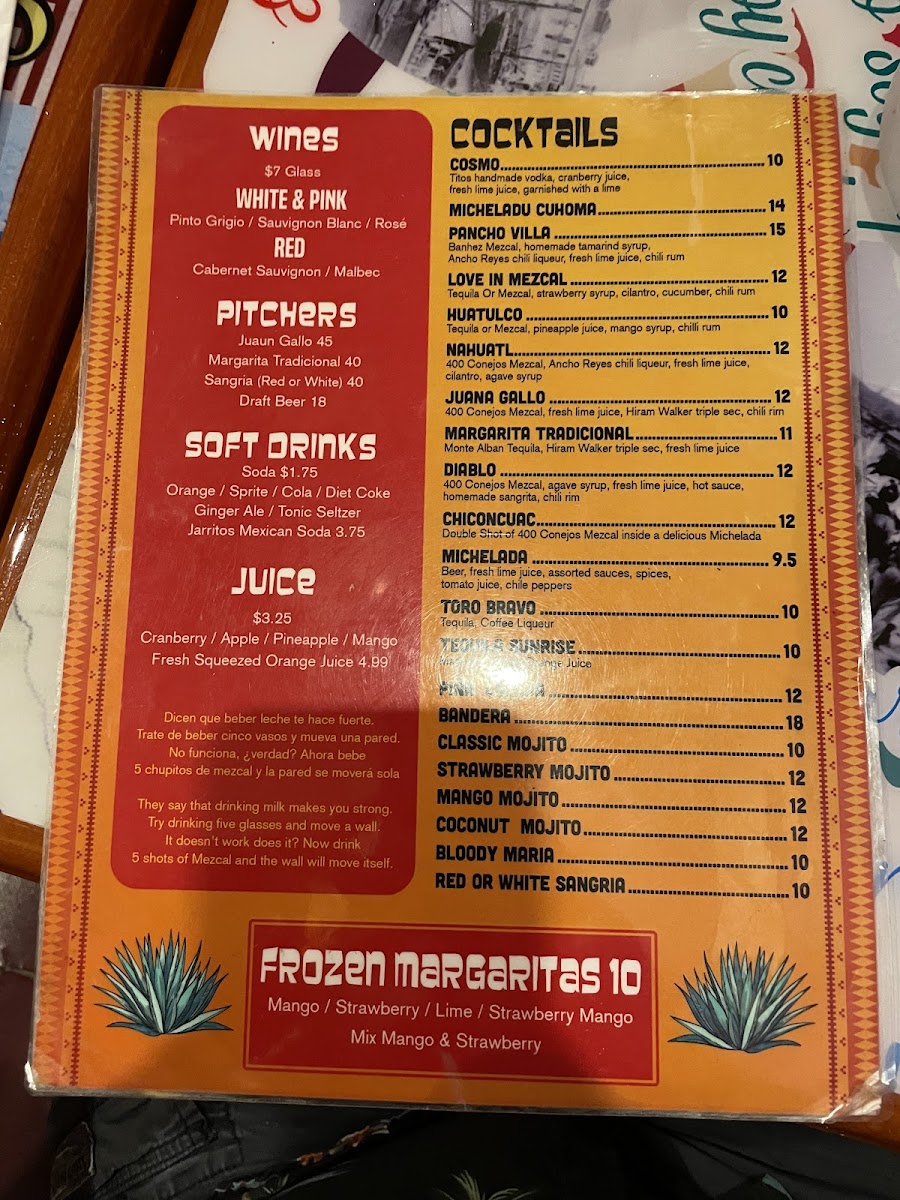 WINES
$7 Glass
WHITE & PINK
Pinto Grigio / Sauvignon Blanc / Rosé
RED
Cabernet Sauvignon / Malbec
PITCHERS
Juaun Gallo 45
Margarita Tradicional 40
Sangria (Red or White) 40
Draft Beer 18
SOFT DRINKS
Soda $1.75
Orange / Sprite / Cola / Diet Coke
Ginger Ale / Tonic Seltzer
Jarritos Mexican Soda 3.75
JUICE
$3.25
Cranberry / Apple / Pineapple / Mango
Fresh Squeezed Orange Juice 4.99
Dicen que beber leche te hace fuerte.
Trate de beber cinco vasos y mueva una pared.
No funciona, ¿verdad? Ahora bebe
5 chupitos de mezcal y la pared se moverá sola
They say that drinking milk makes you strong.
Try drinking five glasses and move a wall.
It doesn't work does it? Now drink
5 shots of Mezcal and the wall will move itself.
COCKTAILS
COSMO 10
Titos handmade vodka, cranberry juice,
fresh lime juice, garnished with a lime
MICHELADU CUHOMA 14
PANCHO VILLA 15
Banhez Mezcal, homemade tamarind syrup,
Ancho Reyes chili liqueur, fresh lime juice, chili rum
LOVE IN MEZCAL 12
Tequila Or Mezcal, strawberry syrup, cilantro, cucumber, chili rum
HUATULCO 10
Tequila or Mezcal, pineapple juice, mango syrup, chilli rum
NAHUATL 12
400 Conejos Mezcal, Ancho Reyes chili liqueur, fresh lime juice,
cilantro, agave syrup
JUANA GALLO 12
400 Conejos Mezcal, fresh lime juice, Hiram Walker triple sec, chili rim
MARGARITA TRADICIONAL 11
Monte Alban Tequila, Hiram Walker triple sec, fresh lime juice
DIABLO 12
400 Conejos Mezcal, agave syrup, fresh lime juice, hot sauce,
homemade sangrita, chili rim
CHICONCUAC 12
Double Shot of 400 Conejos Mezcal inside a delicious Michelada
MICHELADA 9.5
Beer, fresh lime juice, assorted sauces, spices,
tomato juice, chile peppers
TORO BRAVO 10
Tequila, Coffee Liqueur
TEQUILA SUNRISE 10
Juice
PINK 12
BANDERA 18
CLASSIC MOJITO 10
STRAWBERRY MOJITO 12
MANGO MOJITO 12
COCONUT MOJITO 12
BLOODY MARIA 10
RED OR WHITE SANGRIA 10
FROZEN MARGARITAS 10
Mango / Strawberry / Lime / Strawberry Mango
Mix Mango & Strawberry